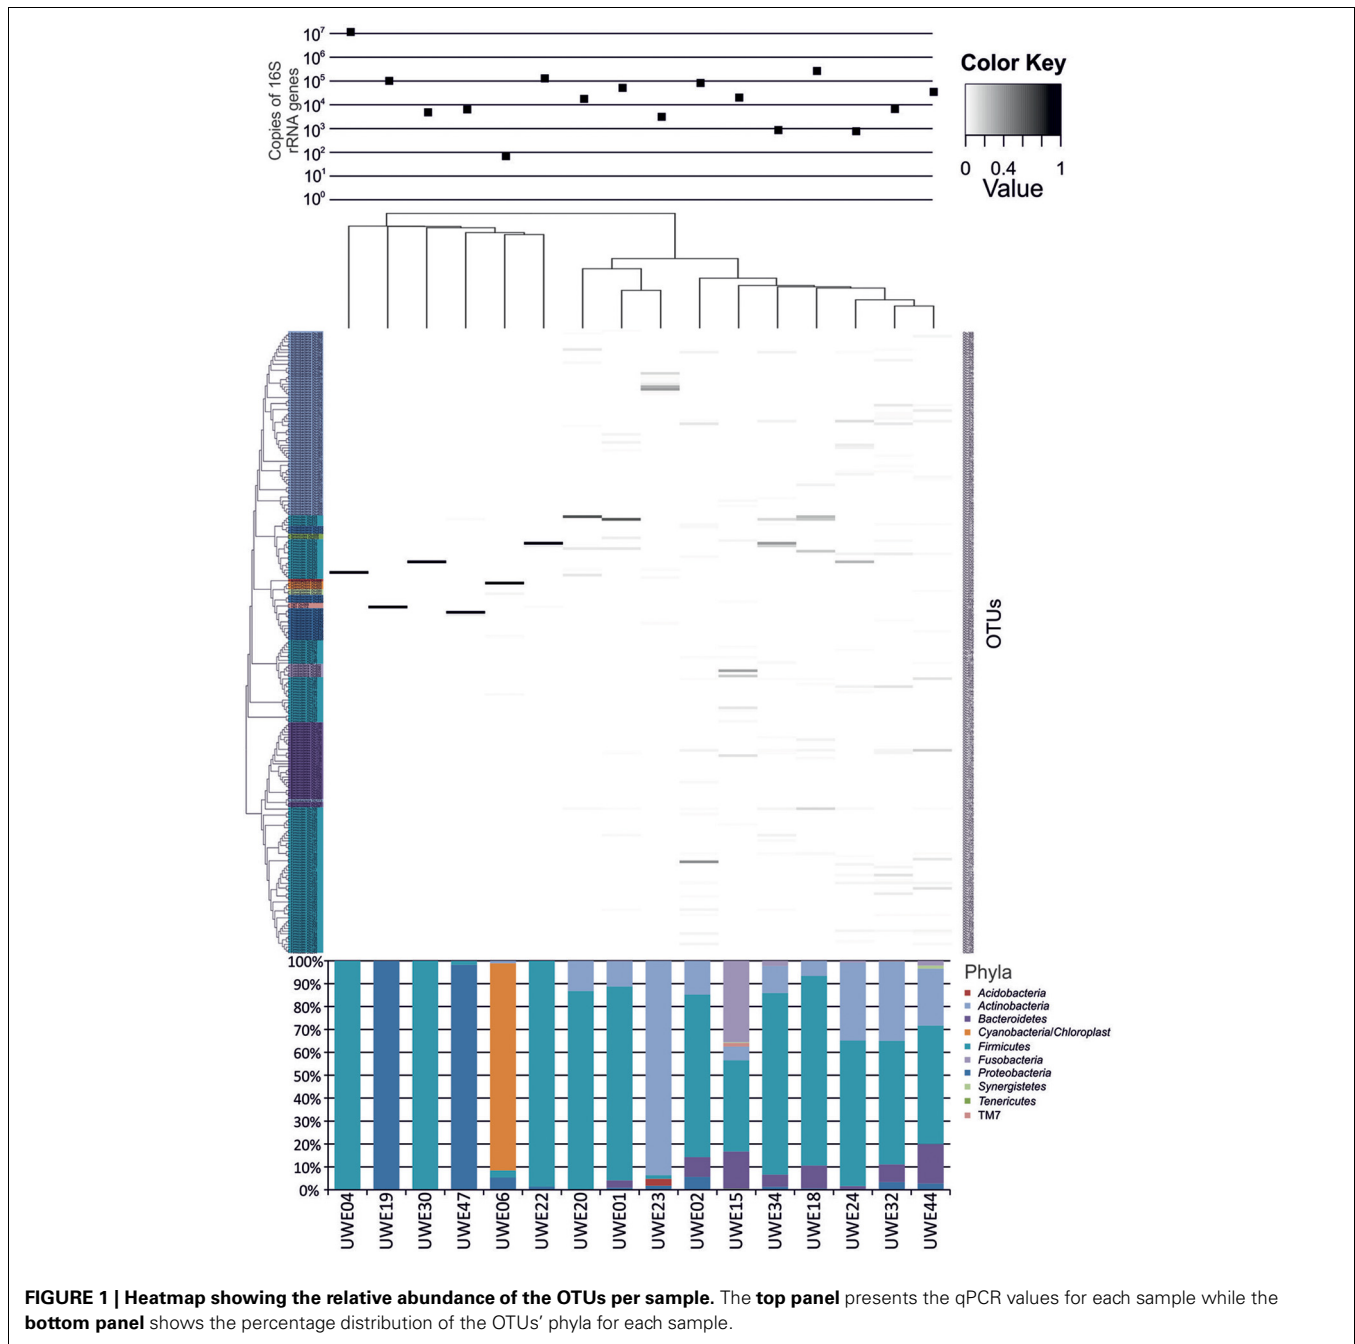 10⁷
10⁶
10⁵
10⁴
10³
10²
10¹
10⁰
Copies of 16S
rRNA genes
Color Key
0 0.4 1
Value
OTUs
100%
90%
80%
70%
60%
50%
40%
30%
20%
10%
0%
UWE04
UWE19
UWE30
UWE47
UWE06
UWE22
UWE20
UWE01
UWE23
UWE02
UWE15
UWE34
UWE18
UWE24
UWE32
UWE44
Phyla
Acidobacteria
Actinobacteria
Bacteroidetes
Cyanobacteria/Chloroplast
Firmicutes
Fusobacteria
Proteobacteria
Synergistetes
Tenericutes
TM7
FIGURE 1 | Heatmap showing the relative abundance of the OTUs per sample. The top panel presents the qPCR values for each sample while the
bottom panel shows the percentage distribution of the OTUs' phyla for each sample.